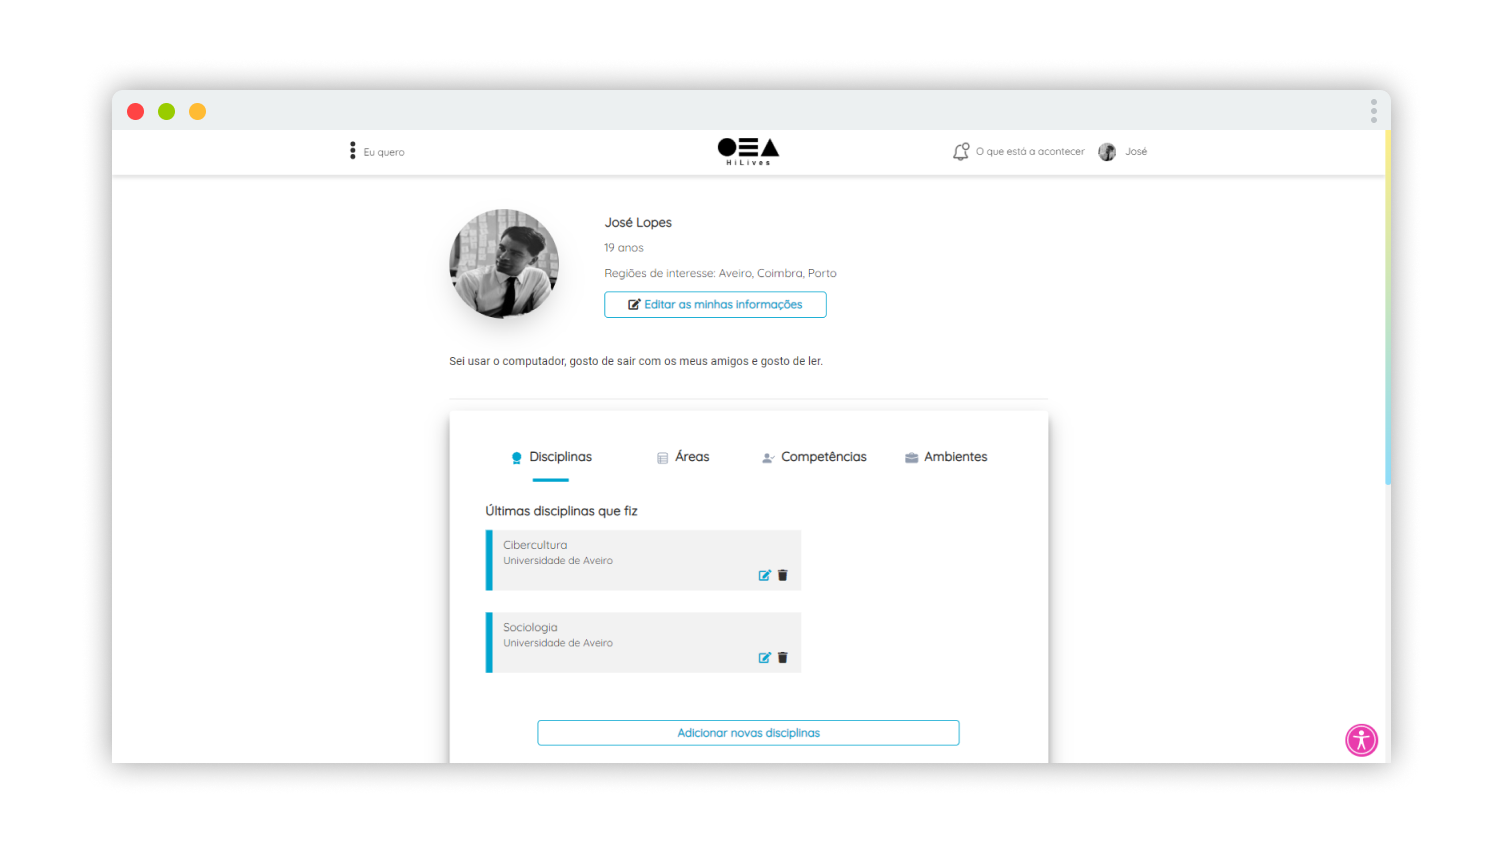 Eu quero
HiLives
O que está a acontecer
José
José Lopes
19 anos
Regiões de interesse: Aveiro, Coimbra, Porto
Editar as minhas informações
Sei usar o computador, gosto de sair com os meus amigos e gosto de ler.
Disciplinas
Áreas
Competências
Ambientes
Últimas disciplinas que fiz
Cibercultura
Universidade de Aveiro
Sociologia
Universidade de Aveiro
Adicionar novas disciplinas